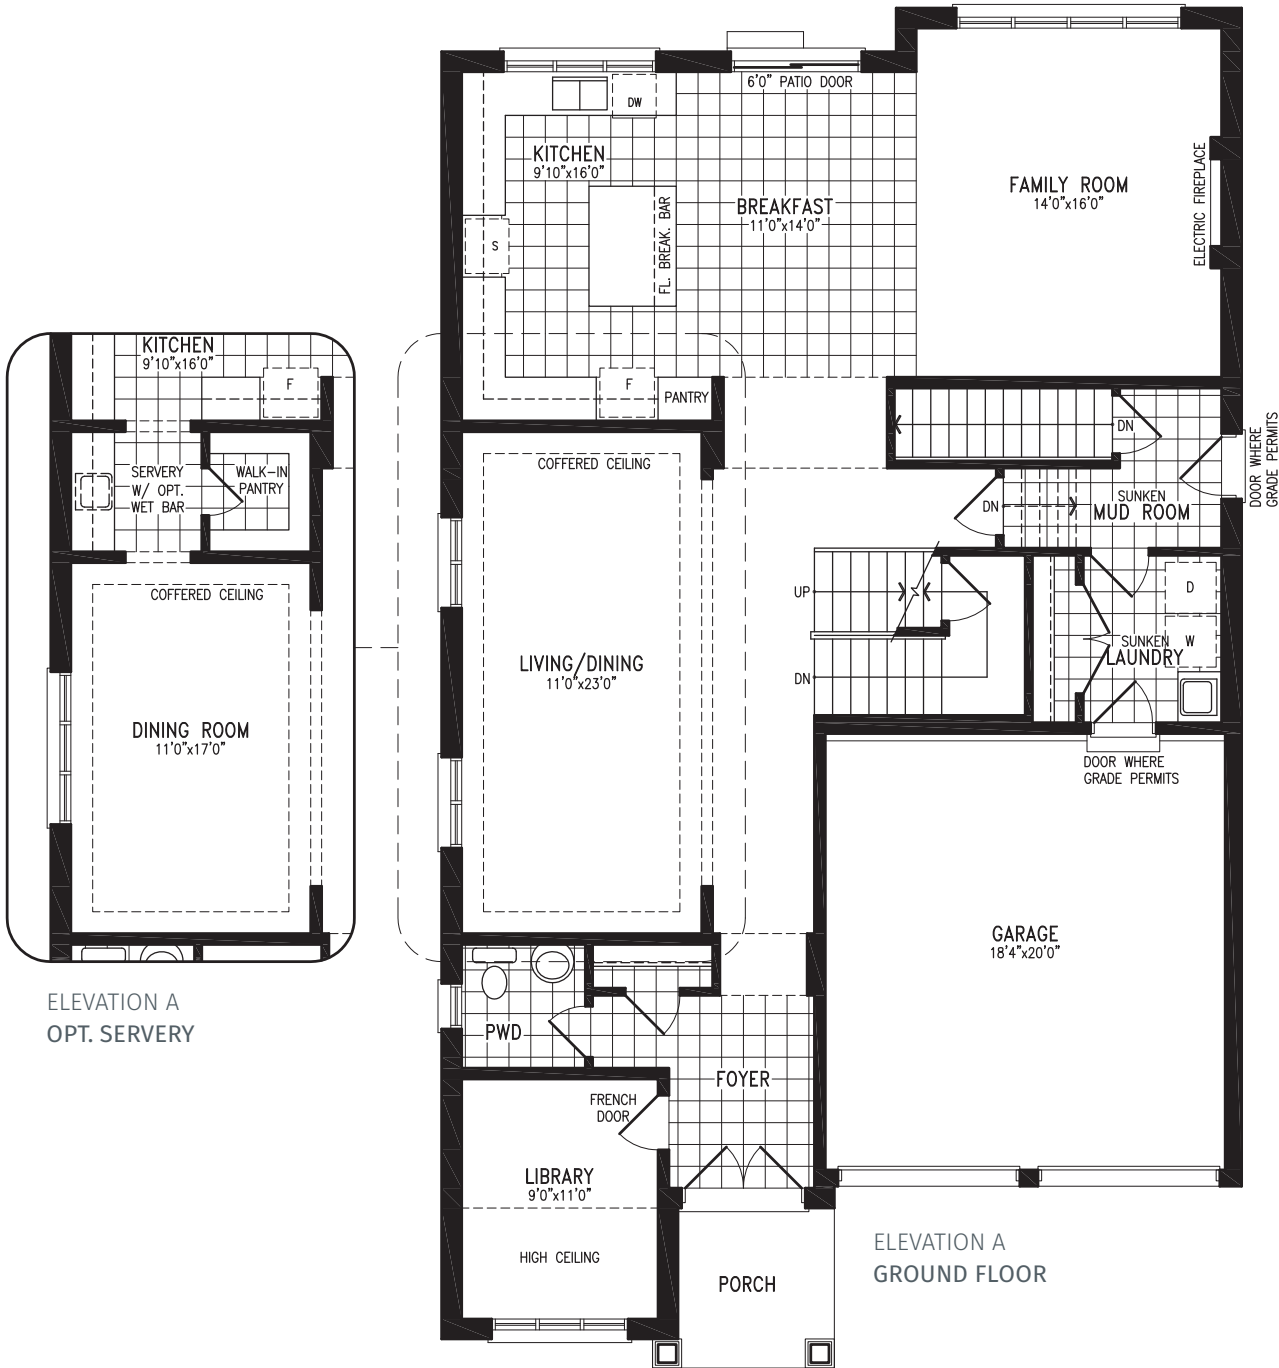 6'0" PATIO DOOR
DW
KITCHEN
9'10"x16'0"
S
FL. BREAK. BAR
BREAKFAST
11'0"x14'0"
FAMILY ROOM
14'0"x16'0"
ELECTRIC FIREPLACE
F
PANTRY
DN
DOOR WHERE
GRADE PERMITS
SUNKEN
MUD ROOM
DN
COFFERED CEILING
LIVING/DINING
11'0"x23'0"
UP
DN
D
W
SUNKEN
LAUNDRY
DOOR WHERE
GRADE PERMITS
GARAGE
18'4"x20'0"
PWD
FOYER
FRENCH
DOOR
LIBRARY
9'0"x11'0"
HIGH CEILING
PORCH
ELEVATION A
GROUND FLOOR
KITCHEN
9'10"x16'0"
F
SERVERY
W/ OPT.
WET BAR
WALK-IN
PANTRY
COFFERED CEILING
DINING ROOM
11'0"x17'0"
ELEVATION A
OPT. SERVERY